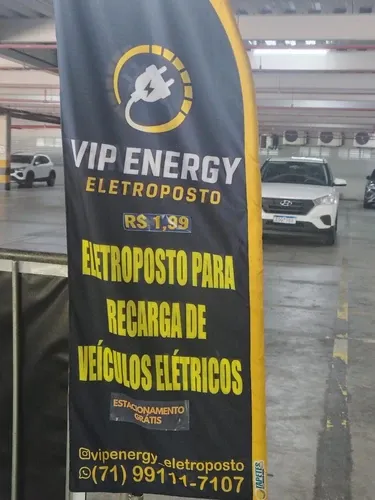 VIP ENERGY
ELETROPOSTO
R$ 1,99
ELETROPOSTO PARA
RECARGA DE
VEÍCULOS ELÉTRICOS
ESTACIONAMENTO
GRÁTIS
vipenergy_eletroposto
(71) 99111-7107